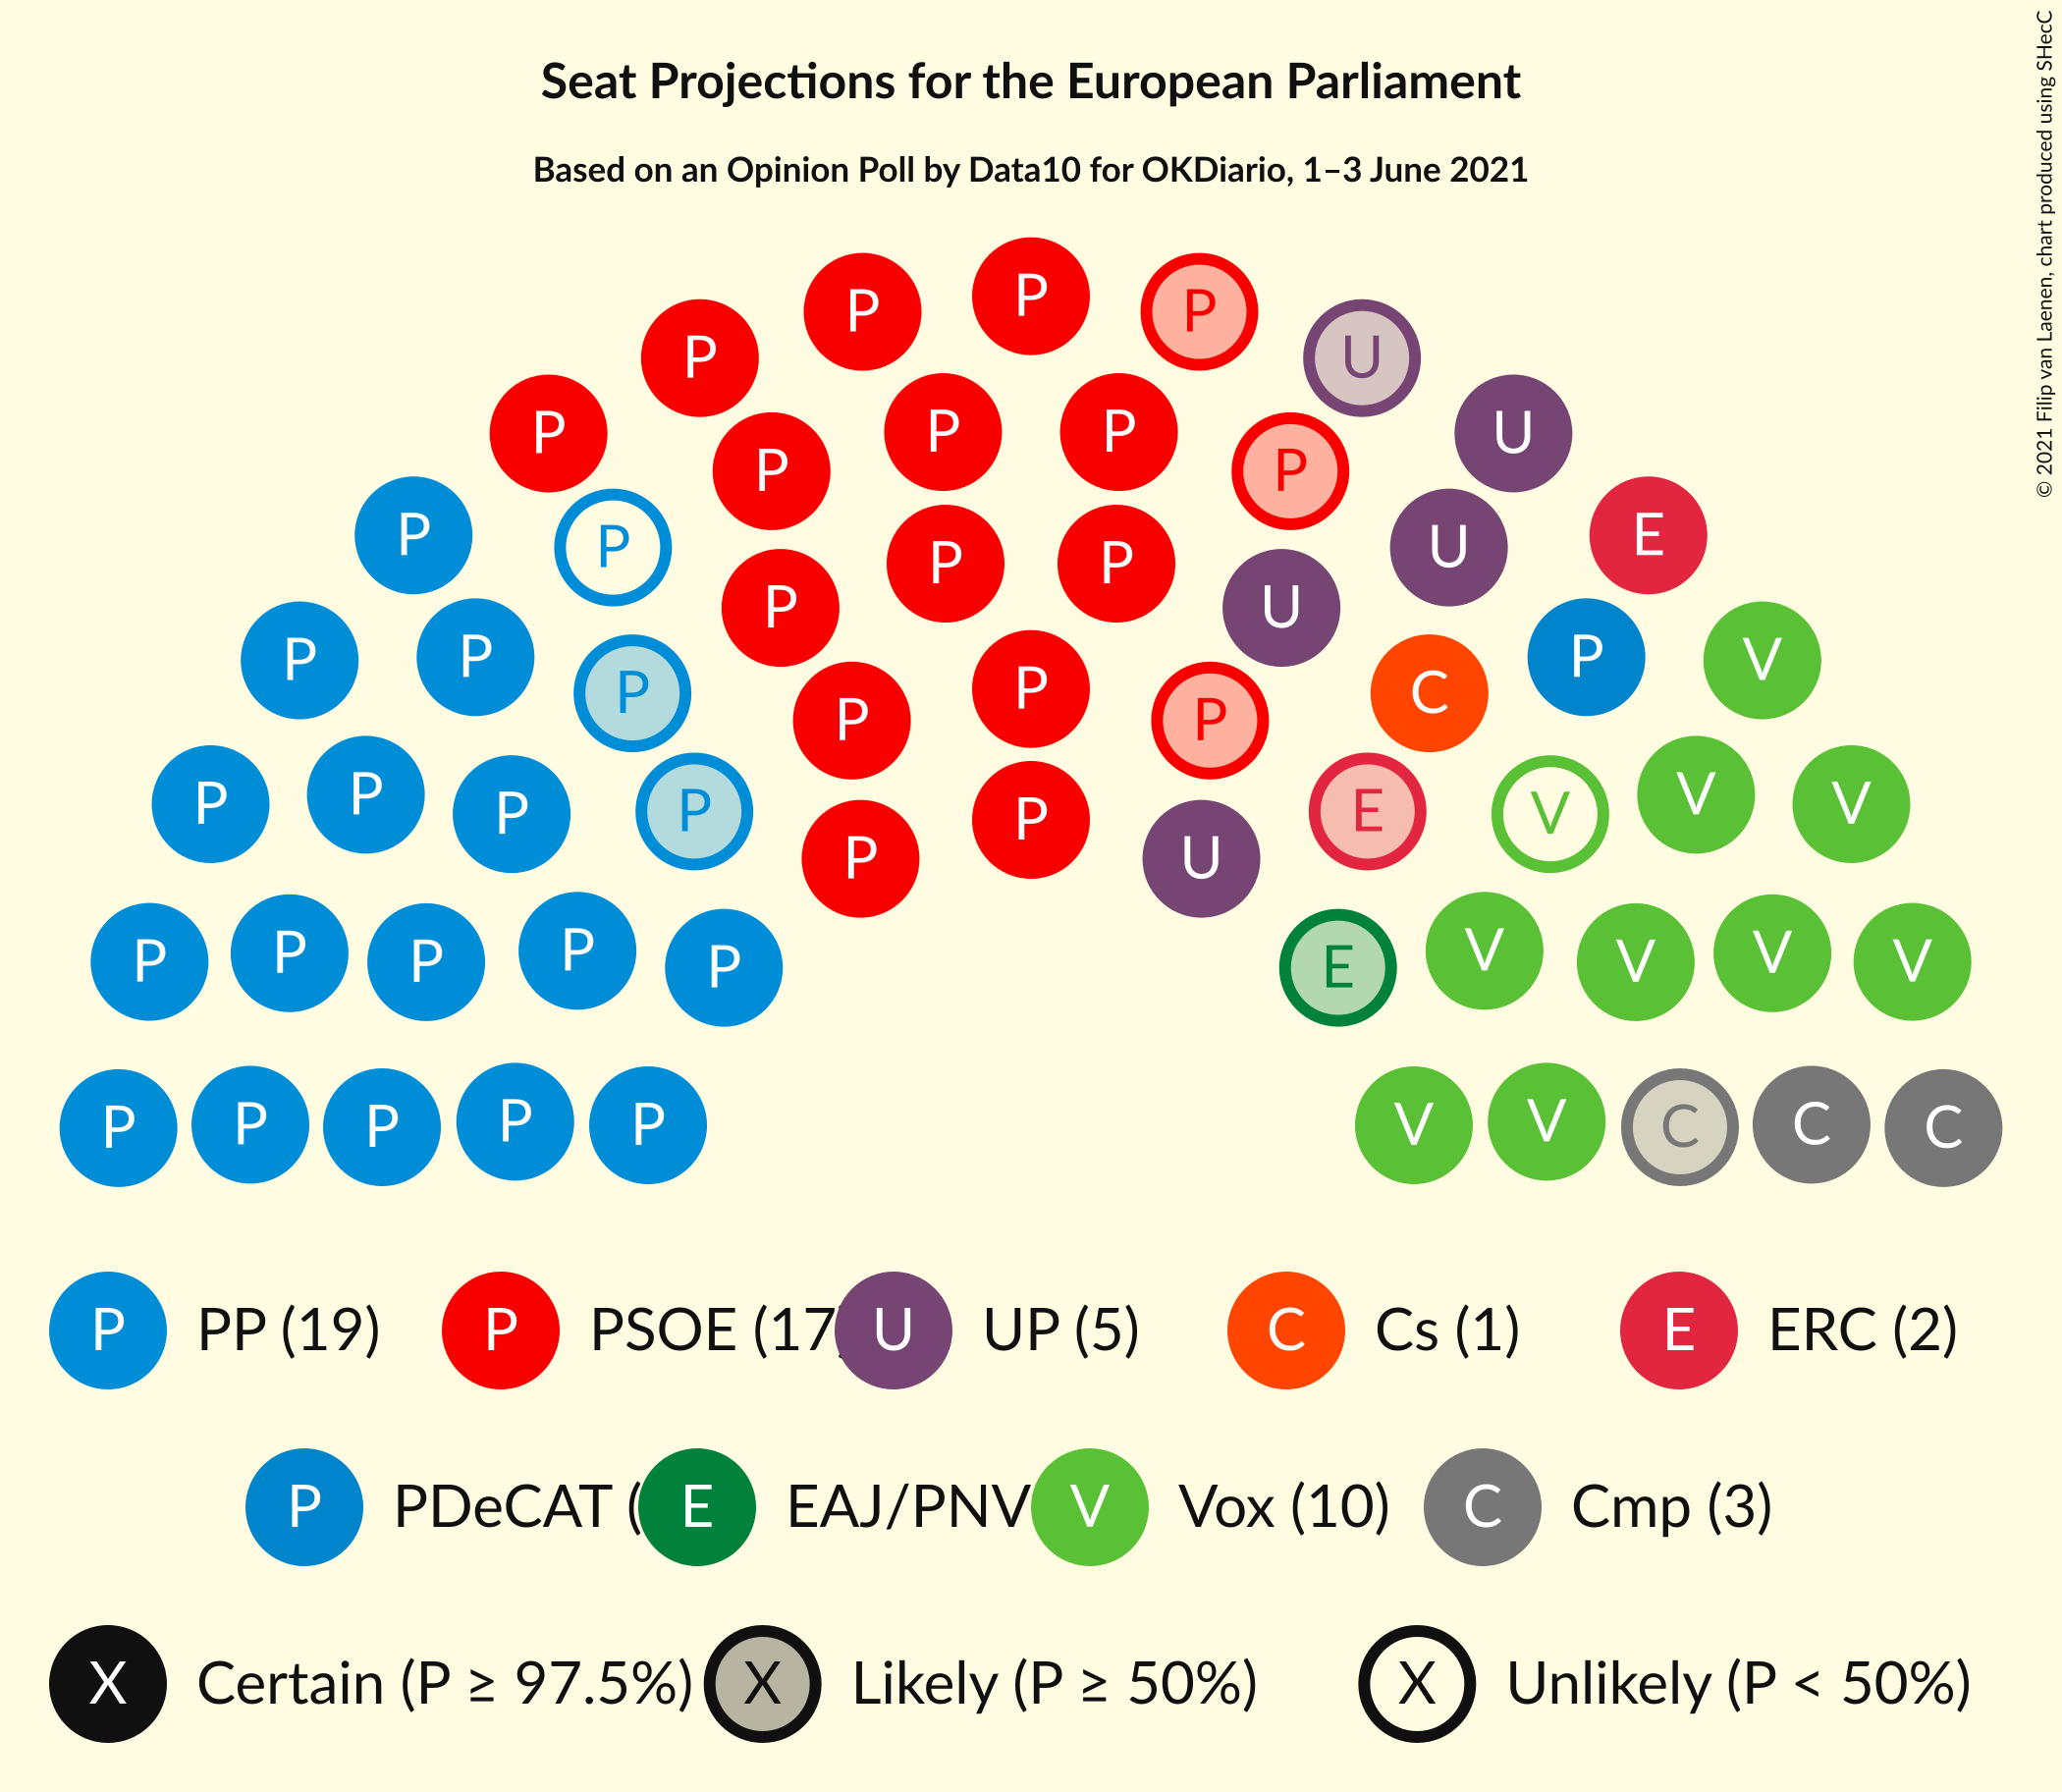 Seat Projections for the European Parliament
Based on an Opinion Poll by Data10 for OKDiario, 1–3 June 2021
© 2021 Filip van Laenen, chart produced using SHecC
P
P P
P U
P P P U
P P
P P P P U E
P U
P P P P C P V
P P
P P P P P E V V V
P U
P P P P P E V V V V
P P P P P V V C C C
P PP (19) P PSOE (17 U UP (5) C Cs (1) E ERC (2)
P PDeCAT ( E EAJ/PNV V Vox (10) C Cmp (3)
X Certain (P ≥ 97.5%) X Likely (P ≥ 50%) X Unlikely (P < 50%)